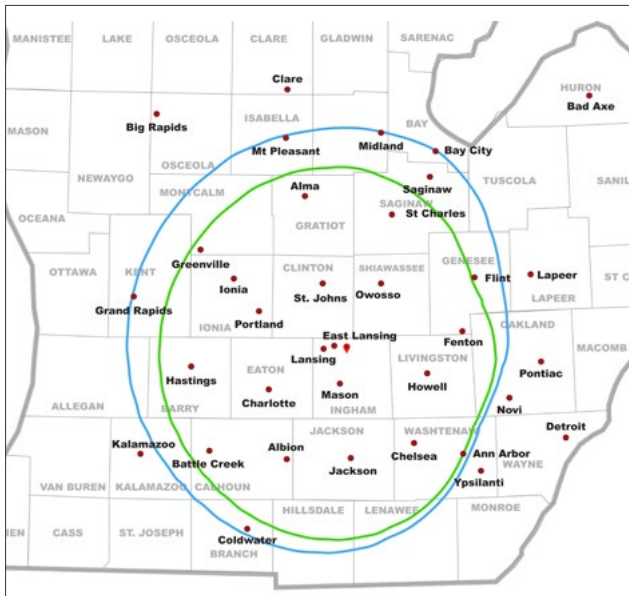 MANISTEE
LAKE
OSCEOLA
CLARE
GLADWIN
SARENAC
Clare
HURON
Bad Axe
MASON
Big Rapids
ISABELLA
BAY
Mt Pleasant
Midland
Bay City
OSCEOLA
NEWAYGO
MONTCALM
Alma
Saginaw
TUSCOLA
SANIL
SAGINAW
St Charles
OCEANA
GRATIOT
OTTAWA
KENT
Greenville
CLINTON
SHIAWASSEE
GENESEE
Ionia
St. Johns
Owosso
Flint
Lapeer
ST C
LAPEER
Grand Rapids
IONIA
Portland
OAKLAND
East Lansing
Fenton
MACOMB
Lansing
LIVINGSTON
Hastings
EATON
Mason
Howell
Pontiac
ALLEGAN
BARRY
Charlotte
INGHAM
Novi
Kalamazoo
JACKSON
WASHTENAW
Detroit
Battle Creek
Albion
Jackson
Chelsea
Ann Arbor
WAYNE
Ypsilanti
VAN BUREN
KALAMAZOO
CALHOUN
HILLSDALE
LENAWEE
MONROE
IEN
CASS
ST. JOSEPH
Coldwater
BRANCH